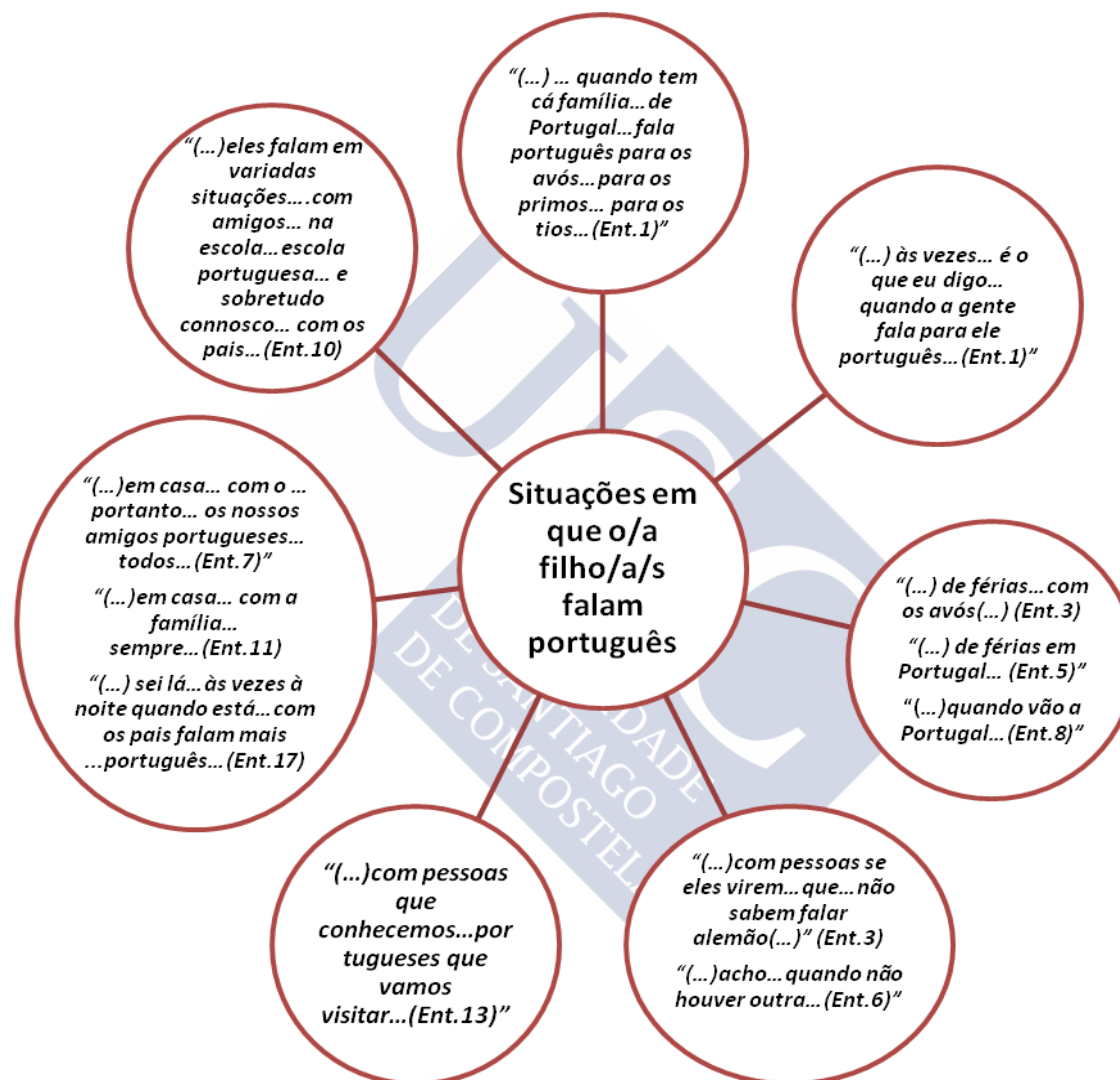 “(…) … quando tem
cá família…de
Portugal…fala
português para os
avós…para os
primos… para os
tios…(Ent.1)”
“(…) às vezes… é o
que eu digo…
quando a gente
fala para ele
português…(Ent.1)”
“(…) de férias…com
os avós(…) (Ent.3)
“(…) de férias em
Portugal… (Ent.5)”
“(…)quando vão a
Portugal…(Ent.8)”
“(…)com pessoas se
eles virem…que…não
sabem falar
alemão(…)” (Ent.3)
“(…)acho…quando não
houver outra…(Ent.6)”
“(…)com pessoas
que
conhecemos…por
tugueses que
vamos
visitar…(Ent.13)”
“(…)em casa… com o …
portanto… os nossos
amigos portugueses…
todos…(Ent.7)”
“(…)em casa… com a
família…
sempre…(Ent.11)
“(…) sei lá…às vezes à
noite quando está…com
os pais falam mais
…português…(Ent.17)
“(…)eles falam em
variadas
situações….com
amigos… na
escola…escola
portuguesa… e
sobretudo
connosco… com os
pais…(Ent.10)
Situações em
que o/a
filho/a/s
falam
português
DE SANTIAGO
DE COMPOSTEL